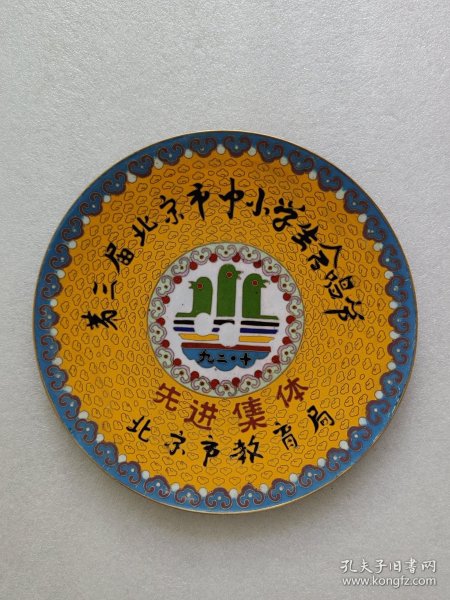 第三届北京市中小学生合唱节
九二·十
先进集体
北京市教育局
孔夫子旧书网
www.kongfz.com